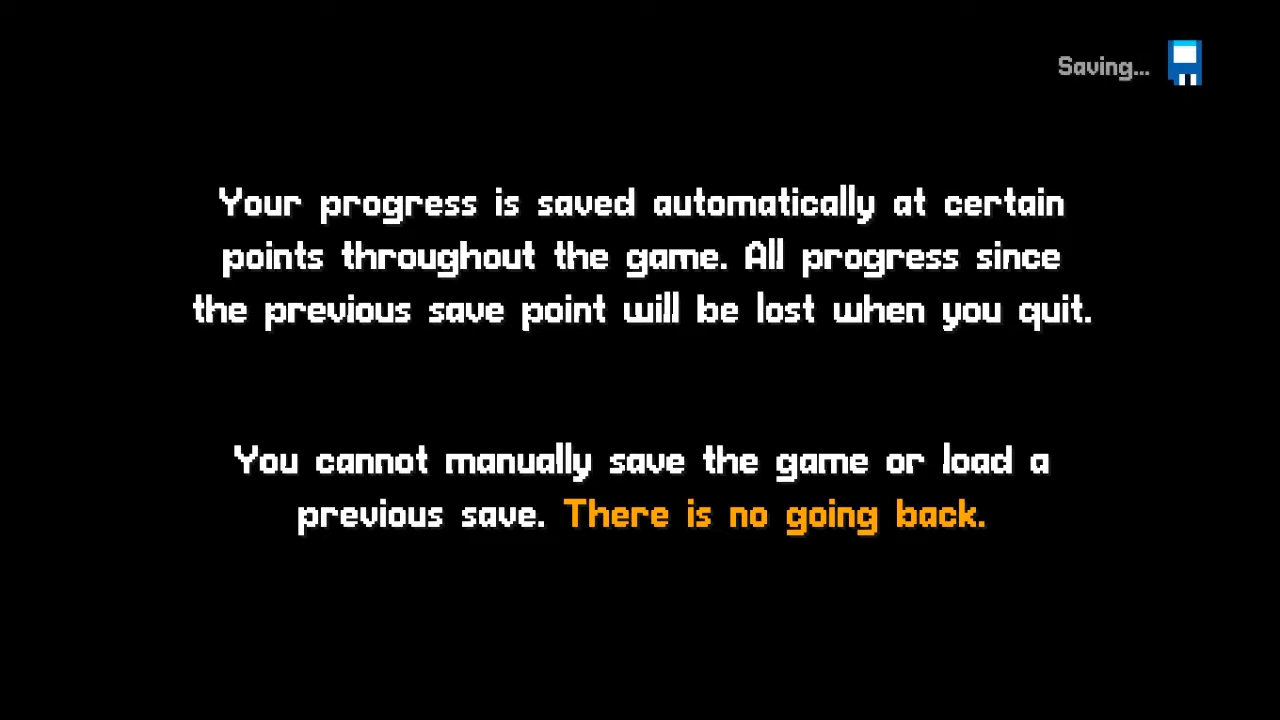 Saving...
Your progress is saved automatically at certain
points throughout the game. All progress since
the previous save point will be lost when you quit.
You cannot manually save the game or load a
previous save. There is no going back.